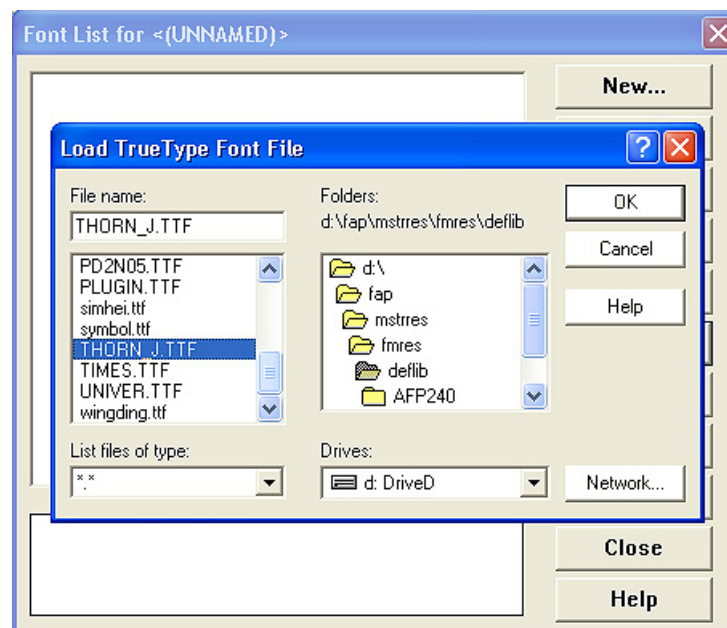 Font List for <(UNNAMED)>
New...
Load TrueType Font File
File name:
THORN_J.TTF
PD2N05.TTF
PLUGIN.TTF
simhei.ttf
symbol.ttf
THORN_J.TTF
TIMES.TTF
UNIVER.TTF
wingding.ttf
List files of type:
*.*
Folders:
d:\fap\mstrres\fmres\deflib
d:\
fap
mstrres
fmres
deflib
AFP240
Drives:
d: DriveD
OK
Cancel
Help
Network...
Close
Help